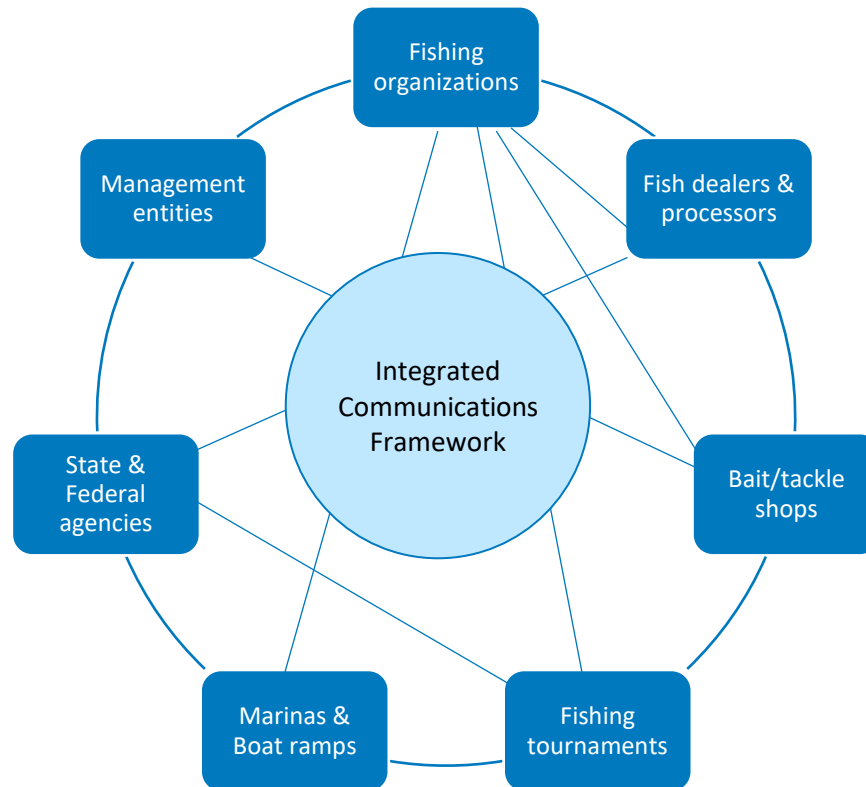 Fishing
organizations
Management
entities
Fish dealers &
processors
Integrated
Communications
Framework
State &
Federal
agencies
Bait/tackle
shops
Marinas &
Boat ramps
Fishing
tournaments